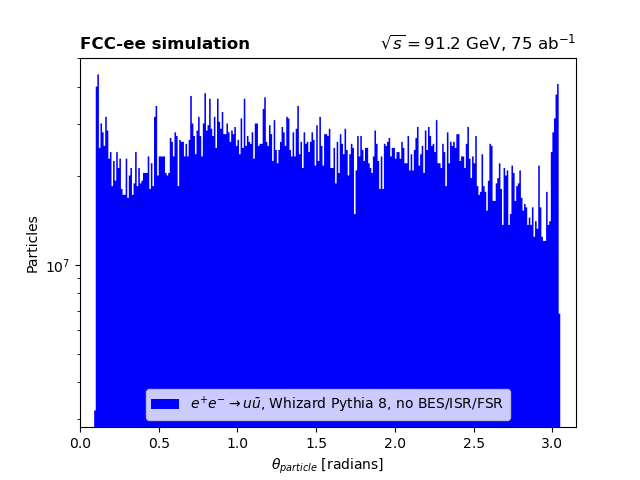 FCC-ee simulation
√s = 91.2 GeV, 75 ab⁻¹
Particles
10⁷
e⁺e⁻ → uū, Whizard Pythia 8, no BES/ISR/FSR
0.0 0.5 1.0 1.5 2.0 2.5 3.0
θparticle [radians]